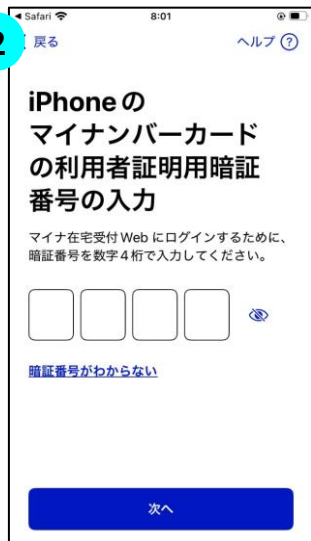 ◀ Safari 8:01
2 戻る ヘルプ ?
iPhoneの
マイナンバーカード
の利用者証明用暗証
番号の入力
マイナ在宅受付Webにログインするために、
暗証番号を数字4桁で入力してください。
暗証番号がわからない
次へ